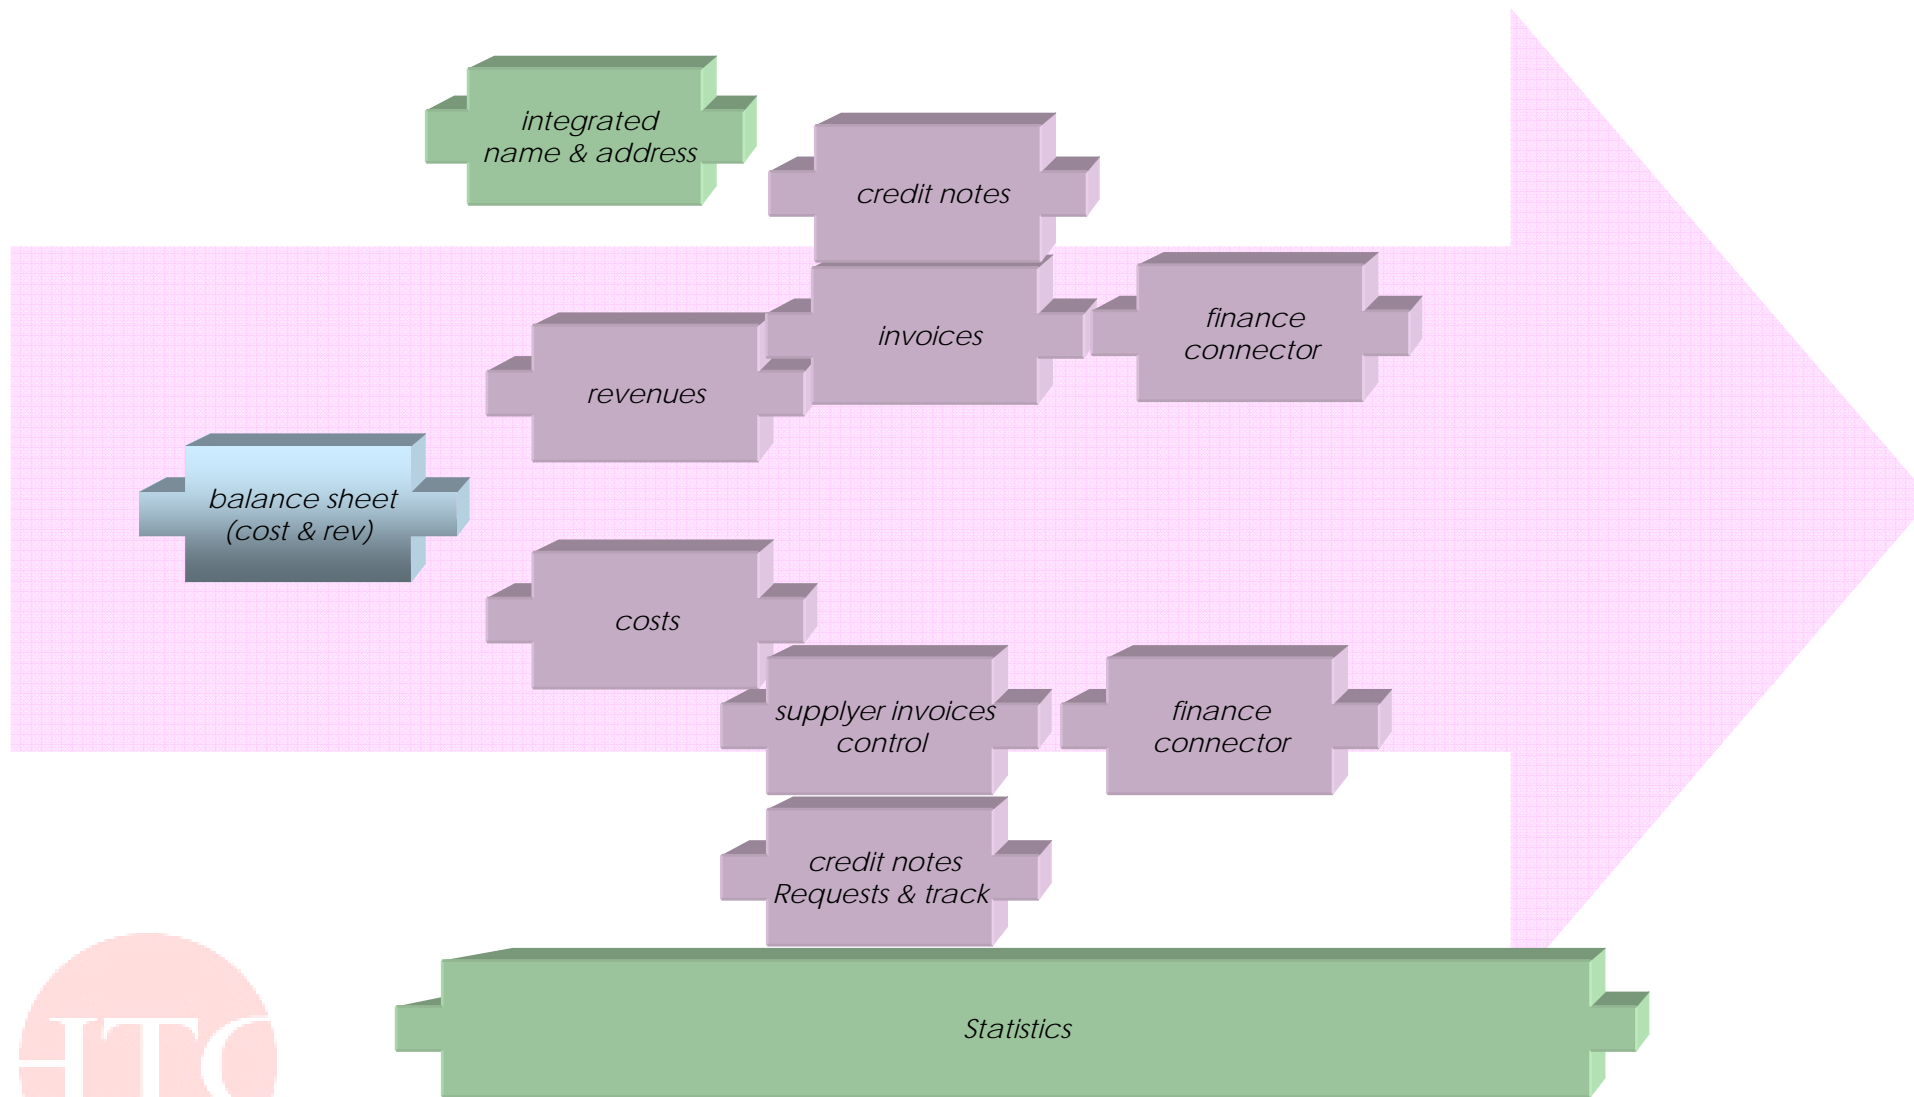 integrated
name & address
credit notes
invoices
finance
connector
revenues
balance sheet
(cost & rev)
costs
supplyer invoices
control
finance
connector
credit notes
Requests & track
Statistics